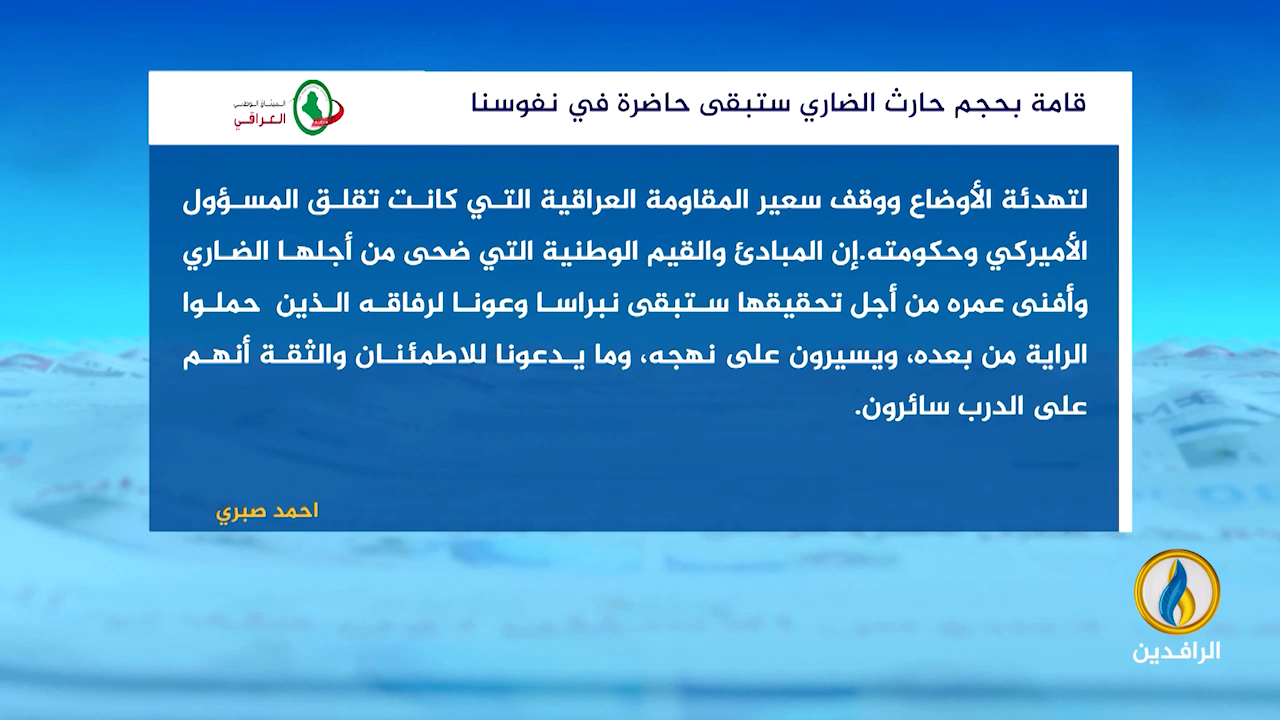 قامة بحجم حارث الضاري ستبقى حاضرة في نفوسنا
الميثاق الوطني
العراقي
لتهدئة الأوضاع ووقف سعير المقاومة العراقية التي كانت تقلق المسؤول
الأميركي وحكومته.إن المبادئ والقيم الوطنية التي ضحى من أجلها الضاري
وأفنى عمره من أجل تحقيقها ستبقى نبراسا وعونا لرفاقه الذين حملوا
الراية من بعده، ويسيرون على نهجه، وما يدعونا للاطمئنان والثقة أنهم
على الدرب سائرون.
احمد صبري
الرافدين